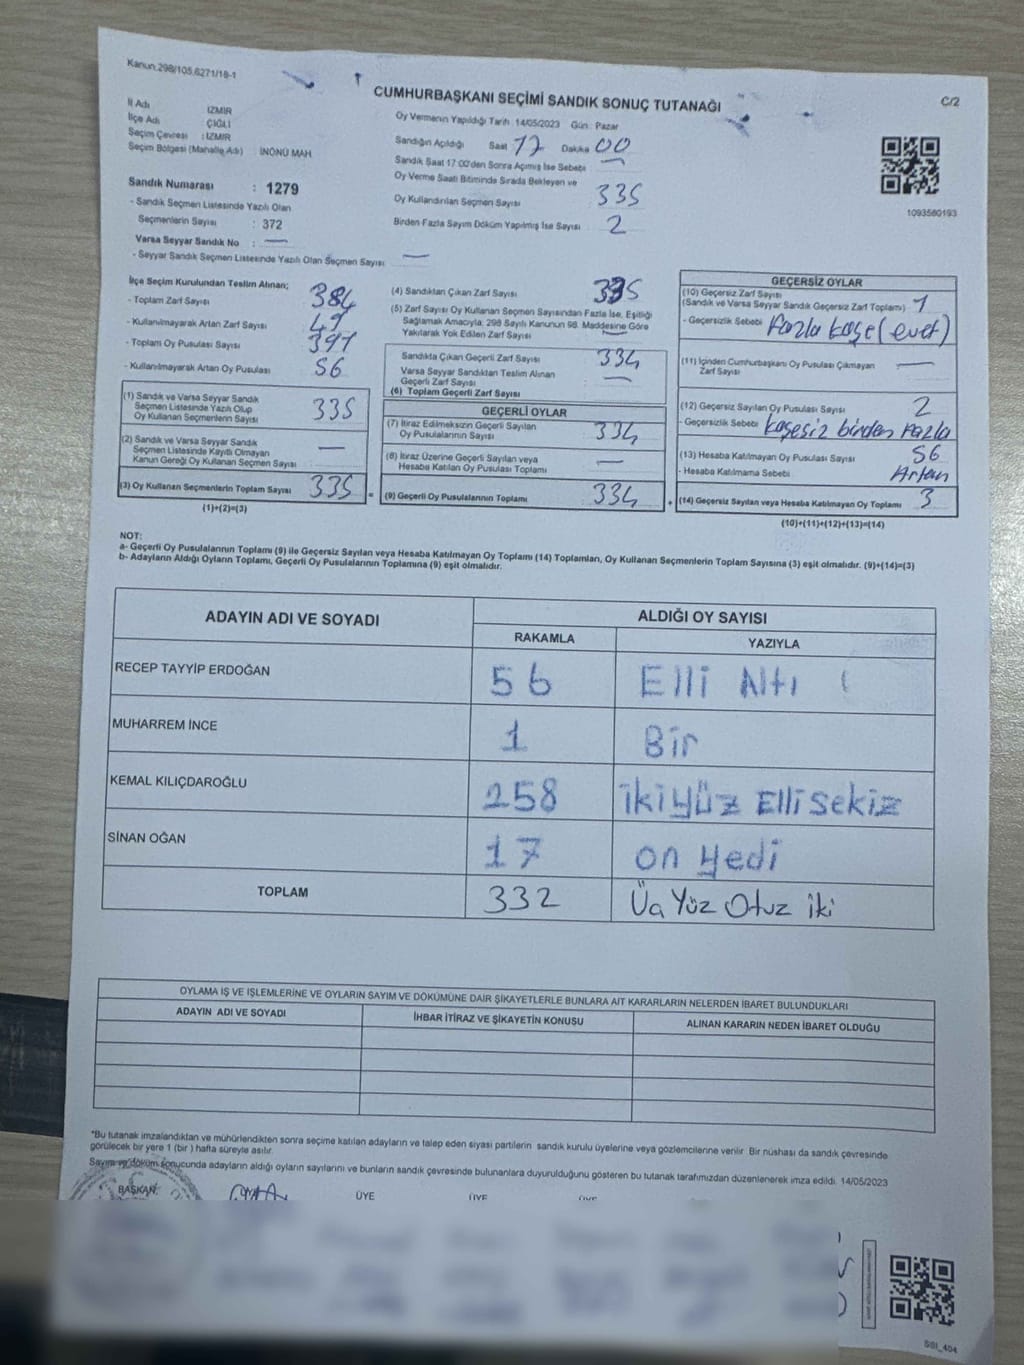 Kanun.298/105,6271/18-1
C/2
CUMHURBAŞKANI SEÇİMİ SANDIK SONUÇ TUTANAĞI
İl Adı : İZMİR
İlçe Adı : ÇİĞLİ
Seçim Çevresi : İZMİR
Seçim Bölgesi (Mahalle Adı) : İNÖNÜ MAH
Sandık Numarası : 1279
- Sandık Seçmen Listesinde Yazılı Olan
Seçmenlerin Sayısı : 372
Varsa Seyyar Sandık No : —
- Seyyar Sandık Seçmen Listesinde Yazılı Olan Seçmen Sayısı : —
Oy Vermenin Yapıldığı Tarih : 14/05/2023 Gün : Pazar
Sandığın Açıldığı Saat 17 Dakika 00
Sandık Saat 17:00'den Sonra Açılmış İse Sebebi —
Oy Verme Saati Bitiminde Sırada Bekleyen ve
Oy Kullandırılan Seçmen Sayısı 335
Birden Fazla Sayım Döküm Yapılmış İse Sayısı 2
1093560193
İlçe Seçim Kurulundan Teslim Alınan;
- Toplam Zarf Sayısı 384
- Kullanılmayarak Artan Zarf Sayısı 49
- Toplam Oy Pusulası Sayısı 391
- Kullanılmayarak Artan Oy Pusulası 56
(1) Sandık ve Varsa Seyyar Sandık
Seçmen Listesinde Yazılı Olup
Oy Kullanan Seçmenlerin Sayısı 335
(2) Sandık ve Varsa Seyyar Sandık
Seçmen Listesinde Kayıtlı Olmayan
Kanun Gereği Oy Kullanan Seçmen Sayısı —
(3) Oy Kullanan Seçmenlerin Toplam Sayısı 335
(1)+(2)=(3)
(4) Sandıktan Çıkan Zarf Sayısı 335
(5) Zarf Sayısı Oy Kullanan Seçmen Sayısından Fazla İse, Eşitliği
Sağlamak Amacıyla; 298 Sayılı Kanunun 98. Maddesine Göre
Yakılarak Yok Edilen Zarf Sayısı —
Sandıkta Çıkan Geçerli Zarf Sayısı 334
Varsa Seyyar Sandıktan Teslim Alınan
Geçerli Zarf Sayısı —
(6) Toplam Geçerli Zarf Sayısı
GEÇERLİ OYLAR
(7) İtiraz Edilmeksizin Geçerli Sayılan
Oy Pusulalarının Sayısı 334
(8) İtiraz Üzerine Geçerli Sayılan veya
Hesaba Katılan Oy Pusulası Toplamı —
= (9) Geçerli Oy Pusulalarının Toplamı 334
GEÇERSİZ OYLAR
(10) Geçersiz Zarf Sayısı
(Sandık ve Varsa Seyyar Sandık Geçersiz Zarf Toplamı) 1
- Geçersizlik Sebebi Fazla kaşe (evet)
(11) İçinden Cumhurbaşkanı Oy Pusulası Çıkmayan
Zarf Sayısı —
(12) Geçersiz Sayılan Oy Pusulası Sayısı 2
- Geçersizlik Sebebi kaşesiz birden fazla
(13) Hesaba Katılmayan Oy Pusulası Sayısı 56
- Hesaba Katılmama Sebebi Artan
+ (14) Geçersiz Sayılan veya Hesaba Katılmayan Oy Toplamı 3
(10)+(11)+(12)+(13)=(14)
NOT:
a- Geçerli Oy Pusulalarının Toplamı (9) ile Geçersiz Sayılan veya Hesaba Katılmayan Oy Toplamı (14) Toplamları, Oy Kullanan Seçmenlerin Toplam Sayısına (3) eşit olmalıdır. (9)+(14)=(3)
b- Adayların Aldığı Oyların Toplamı, Geçerli Oy Pusulalarının Toplamına (9) eşit olmalıdır.
ADAYIN ADI VE SOYADI
ALDIĞI OY SAYISI
RAKAMLA YAZIYLA
RECEP TAYYİP ERDOĞAN 56 Elli Altı
MUHARREM İNCE 1 Bir
KEMAL KILIÇDAROĞLU 258 ikiyüz Elli sekiz
SİNAN OĞAN 17 on yedi
TOPLAM 332 Üa Yüz Otuz iki
OYLAMA İŞ VE İŞLEMLERİNE VE OYLARIN SAYIM VE DÖKÜMÜNE DAİR ŞİKAYETLERLE BUNLARA AİT KARARLARIN NELERDEN İBARET BULUNDUKLARI
ADAYIN ADI VE SOYADI İHBAR İTİRAZ VE ŞİKAYETİN KONUSU ALINAN KARARIN NEDEN İBARET OLDUĞU
*Bu tutanak imzalandıktan ve mühürlendikten sonra seçime katılan adayların ve talep eden siyasi partilerin sandık kurulu üyelerine veya gözlemcilerine verilir. Bir nüshası da sandık çevresinde
görülecek bir yere 1 (bir ) hafta süreyle asılır.
Sayım ve döküm sonucunda adayların aldığı oyların sayılarını ve bunların sandık çevresinde bulunanlara duyurulduğunu gösteren bu tutanak tarafımızdan düzenlenerek imza edildi. 14/05/2023
BAŞKAN ÜYE ÜYE ÜYE
SSI_404